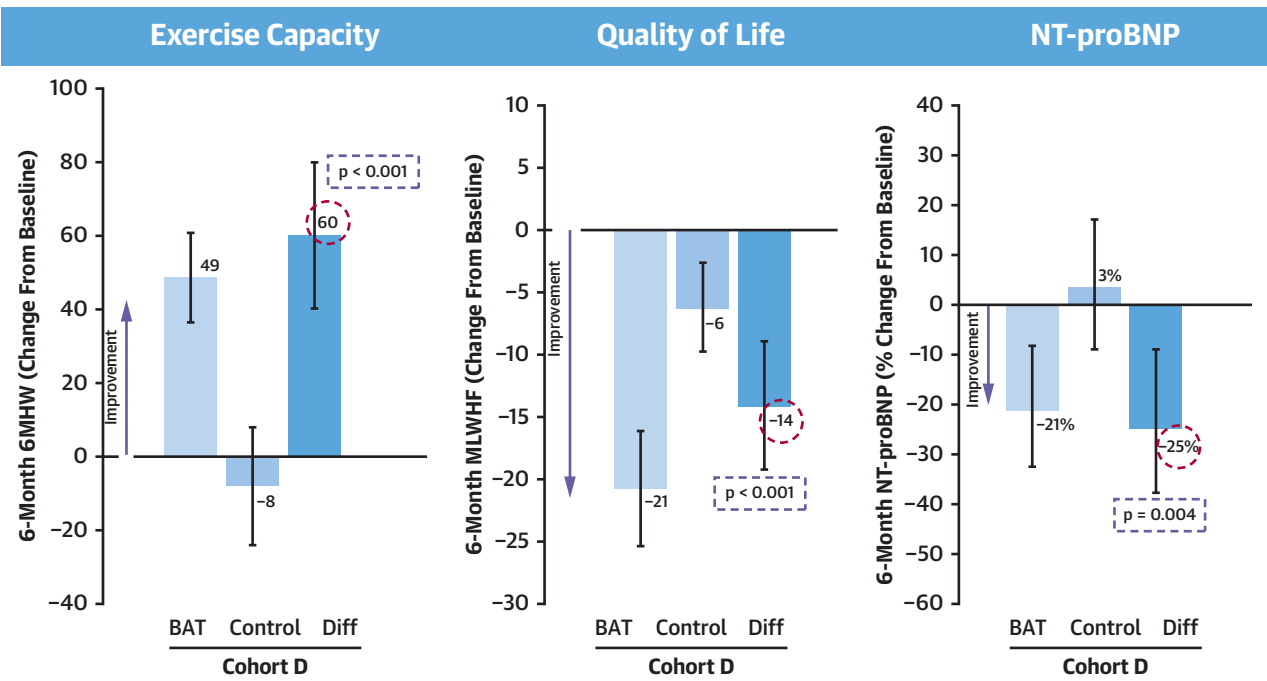 Exercise Capacity
Quality of Life
NT-proBNP
6-Month 6MHW (Change From Baseline)
100
80
60
40
20
0
−20
−40
Improvement
49
−8
60
p < 0.001
BAT Control Diff
Cohort D
6-Month MLWHF (Change From Baseline)
10
5
0
−5
−10
−15
−20
−25
−30
Improvement
−21
−6
−14
p < 0.001
BAT Control Diff
Cohort D
6-Month NT-proBNP (% Change From Baseline)
40
30
20
10
0
−10
−20
−30
−40
−50
−60
Improvement
−21%
3%
−25%
p = 0.004
BAT Control Diff
Cohort D